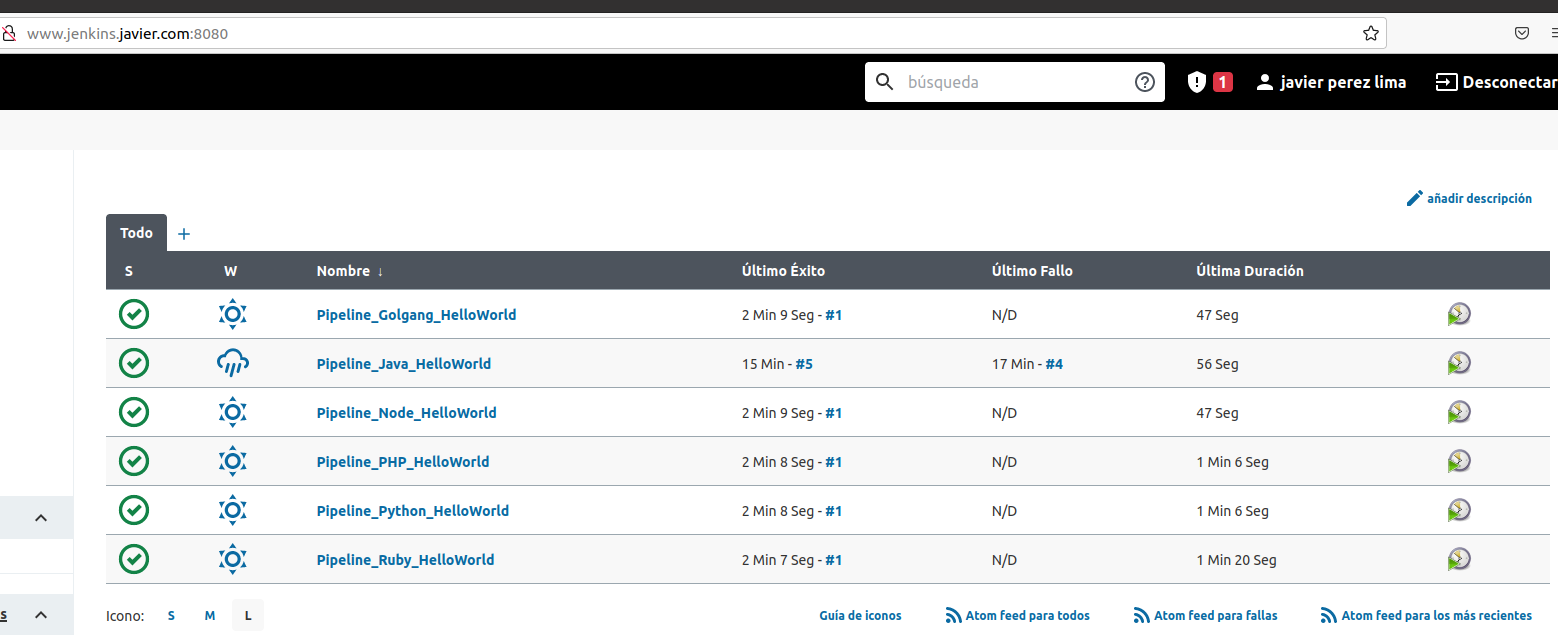 www.jenkins.javier.com:8080
búsqueda 1 javier perez lima Desconectar
añadir descripción
Todo +
S W Nombre ↓ Último Éxito Último Fallo Última Duración
Pipeline_Golgang_HelloWorld 2 Min 9 Seg - #1 N/D 47 Seg
Pipeline_Java_HelloWorld 15 Min - #5 17 Min - #4 56 Seg
Pipeline_Node_HelloWorld 2 Min 9 Seg - #1 N/D 47 Seg
Pipeline_PHP_HelloWorld 2 Min 8 Seg - #1 N/D 1 Min 6 Seg
Pipeline_Python_HelloWorld 2 Min 8 Seg - #1 N/D 1 Min 6 Seg
Pipeline_Ruby_HelloWorld 2 Min 7 Seg - #1 N/D 1 Min 20 Seg
s Icono: S M L Guía de iconos Atom feed para todos Atom feed para fallas Atom feed para los más recientes